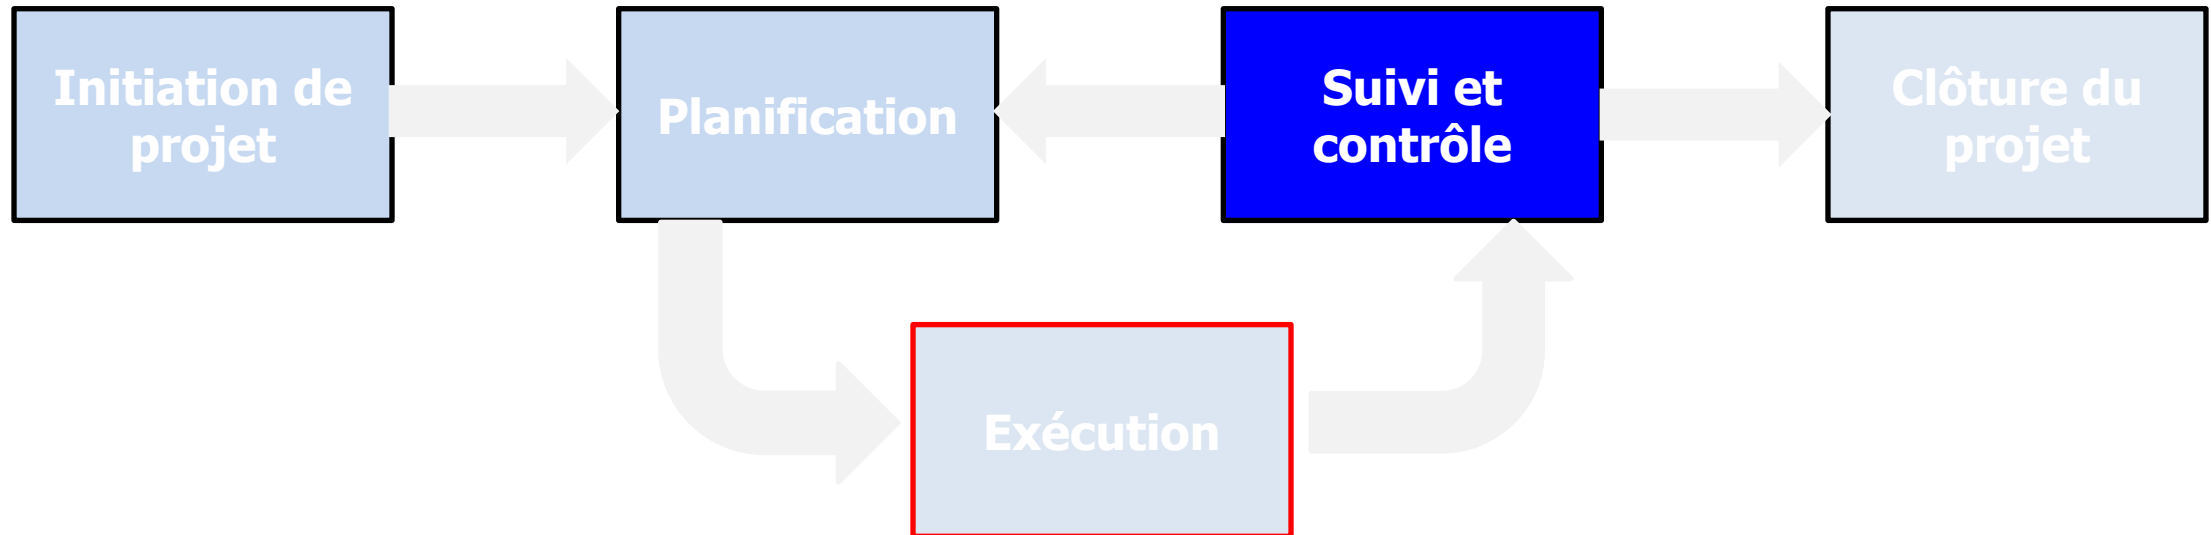 Initiation de
projet
Planification
Suivi et
contrôle
Clôture du
projet
Exécution